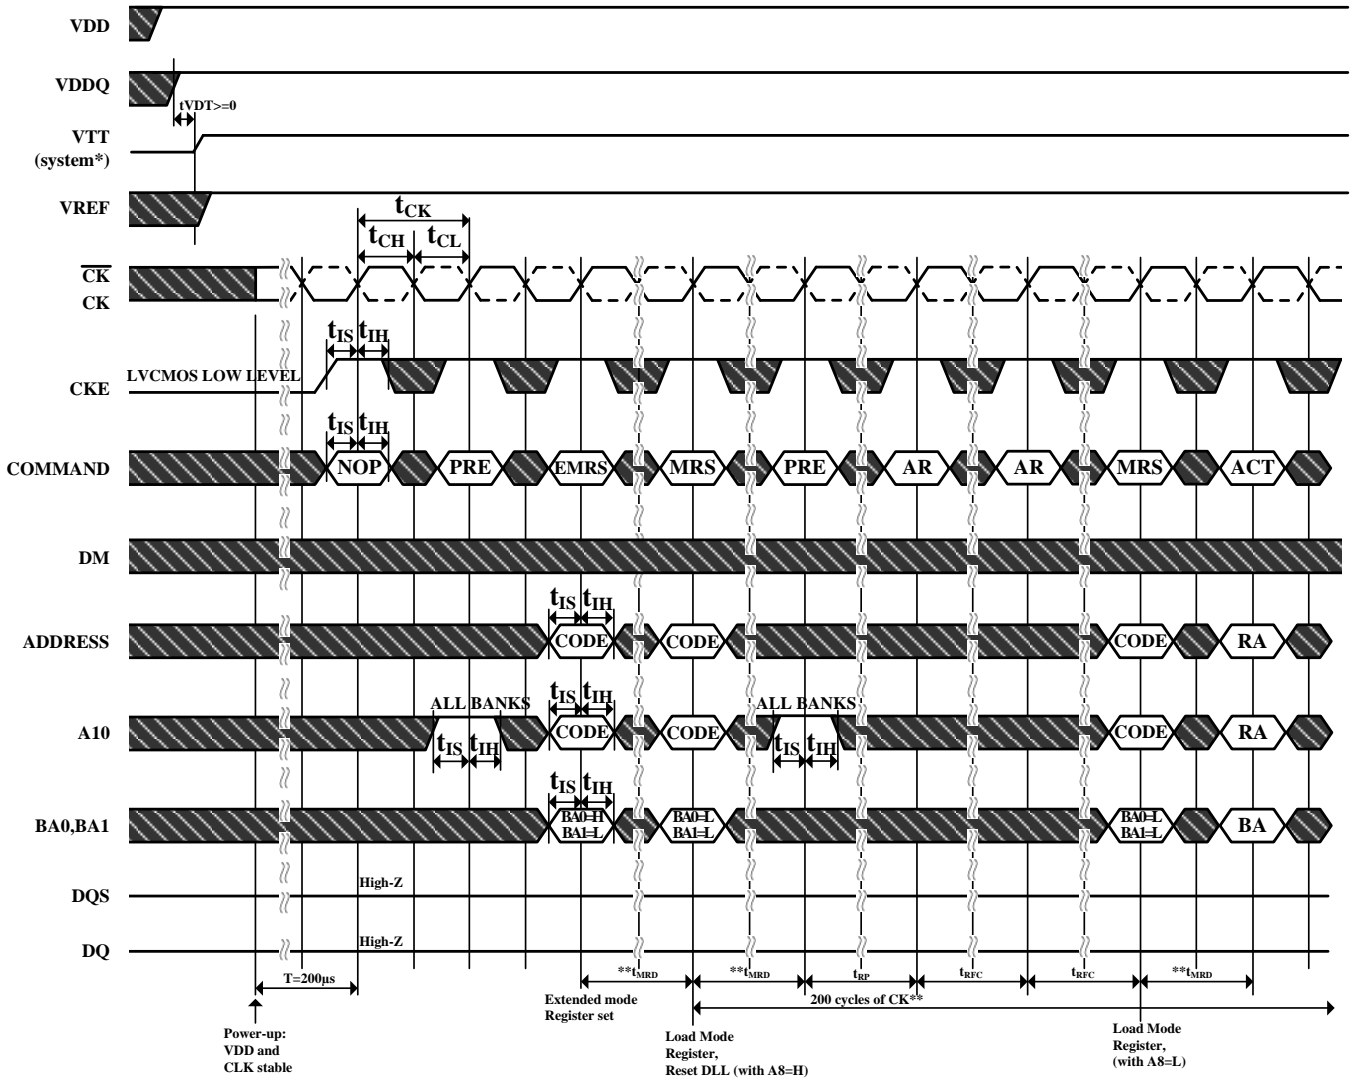 VDD
VDDQ
tVDT>=0
VTT
(system*)
VREF
tCK
tCH tCL
CK
CK
tIS tIH
LVCMOS LOW LEVEL
CKE
tIS tIH
COMMAND NOP PRE EMRS MRS PRE AR AR MRS ACT
DM
tIS tIH
ADDRESS CODE CODE CODE RA
ALL BANKS tIS tIH ALL BANKS
A10 CODE CODE CODE RA
tIS tIH tIS tIH
tIS tIH
BA0,BA1 BA0=H BA1=L BA0=L BA1=L BA0=L BA1=L BA
High-Z
DQS
High-Z
DQ
T=200µs **tMRD **tMRD tRP tRFC tRFC **tMRD
Extended mode
Register set
200 cycles of CK**
Power-up:
VDD and
CLK stable
Load Mode
Register,
Reset DLL (with A8=H)
Load Mode
Register,
(with A8=L)